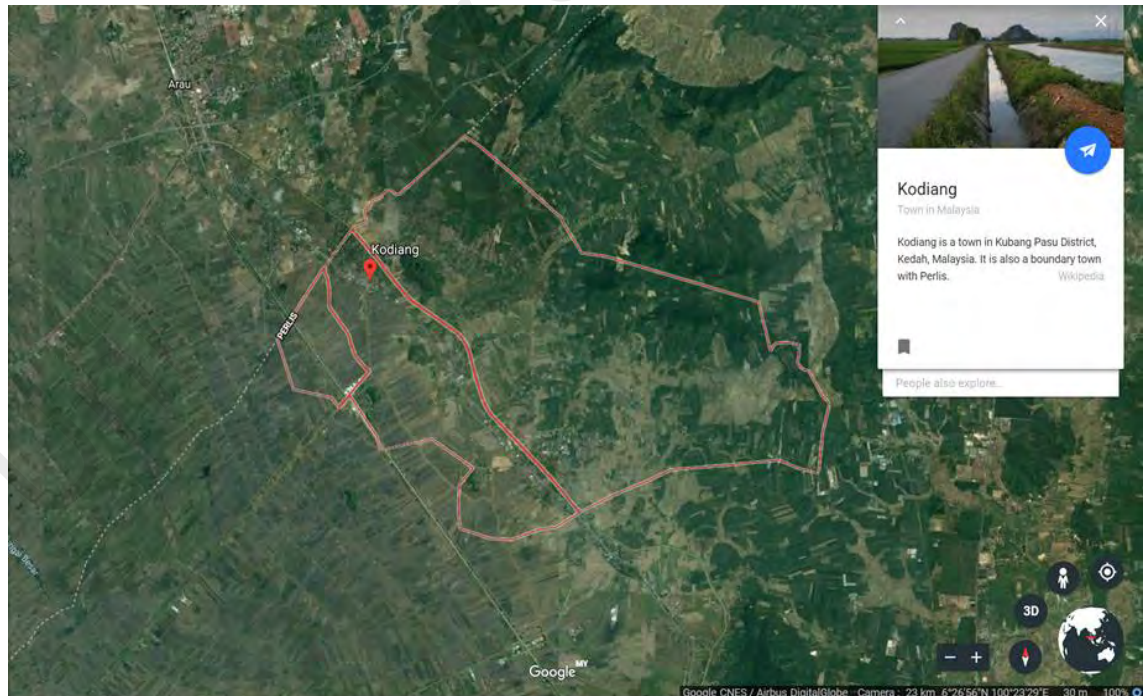 Arau
Kodiang
PERLIS
Kodiang
Town in Malaysia
Kodiang is a town in Kubang Pasu District,
Kedah, Malaysia. It is also a boundary town
with Perlis.
Wikipedia
People also explore...
3D
Google MY
Google CNES / Airbus DigitalGlobe Camera: 23 km 6°26'56"N 100°23'29"E 30 m 100%